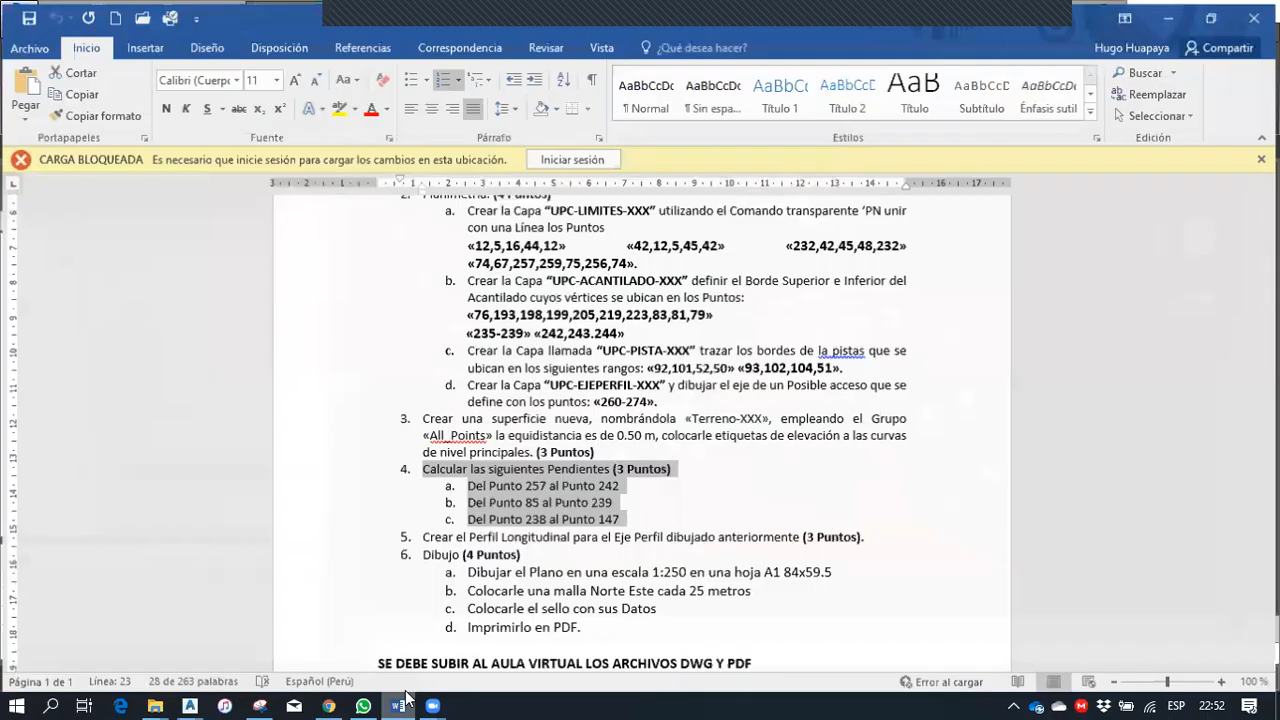 Archivo Inicio Insertar Diseño Disposición Referencias Correspondencia Revisar Vista ¿Qué desea hacer? Hugo Huapaya Compartir
Pegar
Cortar
Copiar
Copiar formato
Calibri (Cuerpo 11
N K S abc x₂ x²
AaBbCcDc AaBbCcDc AaBbCc AaBbCcC AaB AaBbCcD AaBbCcDc
¶ Normal ¶ Sin espa... Título 1 Título 2 Título Subtítulo Énfasis sutil
Buscar
Reemplazar
Seleccionar
Portapapeles Fuente Párrafo Estilos Edición
CARGA BLOQUEADA Es necesario que inicie sesión para cargar los cambios en esta ubicación. Iniciar sesión
2. Planimetría. (4 Puntos)
a. Crear la Capa “UPC-LIMITES-XXX” utilizando el Comando transparente ‘PN unir
con una Línea los Puntos
«12,5,16,44,12» «42,12,5,45,42» «232,42,45,48,232»
«74,67,257,259,75,256,74».
b. Crear la Capa “UPC-ACANTILADO-XXX” definir el Borde Superior e Inferior del
Acantilado cuyos vértices se ubican en los Puntos:
«76,193,198,199,205,219,223,83,81,79»
«235-239» «242,243.244»
c. Crear la Capa llamada “UPC-PISTA-XXX” trazar los bordes de la pistas que se
ubican en los siguientes rangos: «92,101,52,50» «93,102,104,51».
d. Crear la Capa “UPC-EJEPERFIL-XXX” y dibujar el eje de un Posible acceso que se
define con los puntos: «260-274».
3. Crear una superficie nueva, nombrándola «Terreno-XXX», empleando el Grupo
«All_Points» la equidistancia es de 0.50 m, colocarle etiquetas de elevación a las curvas
de nivel principales. (3 Puntos)
4. Calcular las siguientes Pendientes (3 Puntos)
a. Del Punto 257 al Punto 242
b. Del Punto 85 al Punto 239
c. Del Punto 238 al Punto 147
5. Crear el Perfil Longitudinal para el Eje Perfil dibujado anteriormente (3 Puntos).
6. Dibujo (4 Puntos)
a. Dibujar el Plano en una escala 1:250 en una hoja A1 84x59.5
b. Colocarle una malla Norte Este cada 25 metros
c. Colocarle el sello con sus Datos
d. Imprimirlo en PDF.
SE DEBE SUBIR AL AULA VIRTUAL LOS ARCHIVOS DWG Y PDF
Página 1 de 1 Línea: 23 28 de 263 palabras Español (Perú) Error al cargar 100 %
ESP 22:52